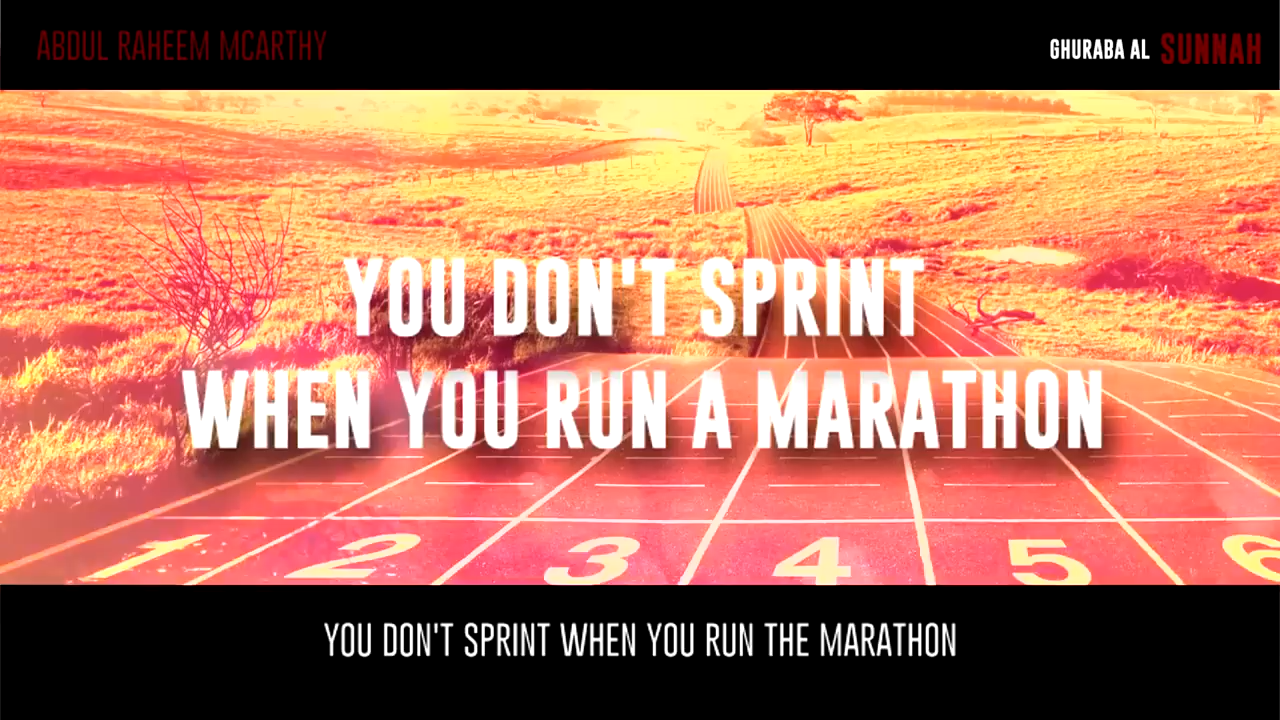 ABDUL RAHEEM MCARTHY
GHURABA AL SUNNAH
YOU DON'T SPRINT
WHEN YOU RUN A MARATHON
1 2 3 4 5 6
YOU DON'T SPRINT WHEN YOU RUN THE MARATHON